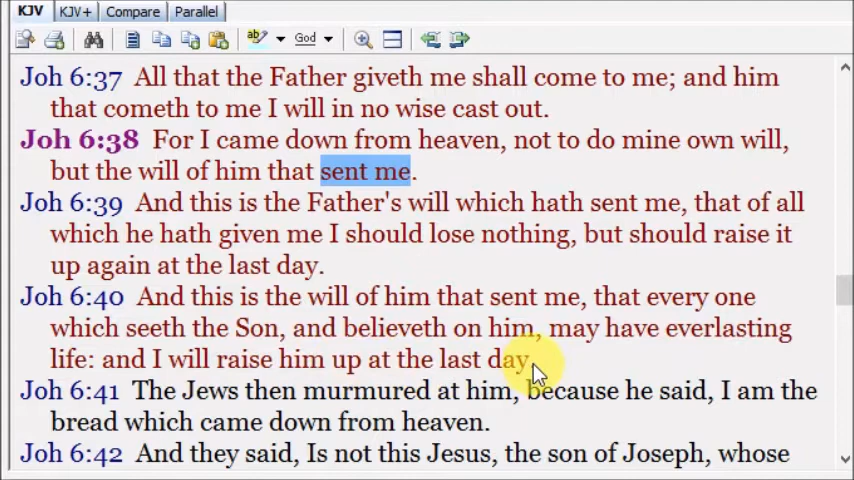 KJV KJV+ Compare Parallel
God
Joh 6:37 All that the Father giveth me shall come to me; and him
that cometh to me I will in no wise cast out.
Joh 6:38 For I came down from heaven, not to do mine own will,
but the will of him that sent me.
Joh 6:39 And this is the Father's will which hath sent me, that of all
which he hath given me I should lose nothing, but should raise it
up again at the last day.
Joh 6:40 And this is the will of him that sent me, that every one
which seeth the Son, and believeth on him, may have everlasting
life: and I will raise him up at the last day.
Joh 6:41 The Jews then murmured at him, because he said, I am the
bread which came down from heaven.
Joh 6:42 And they said, Is not this Jesus, the son of Joseph, whose